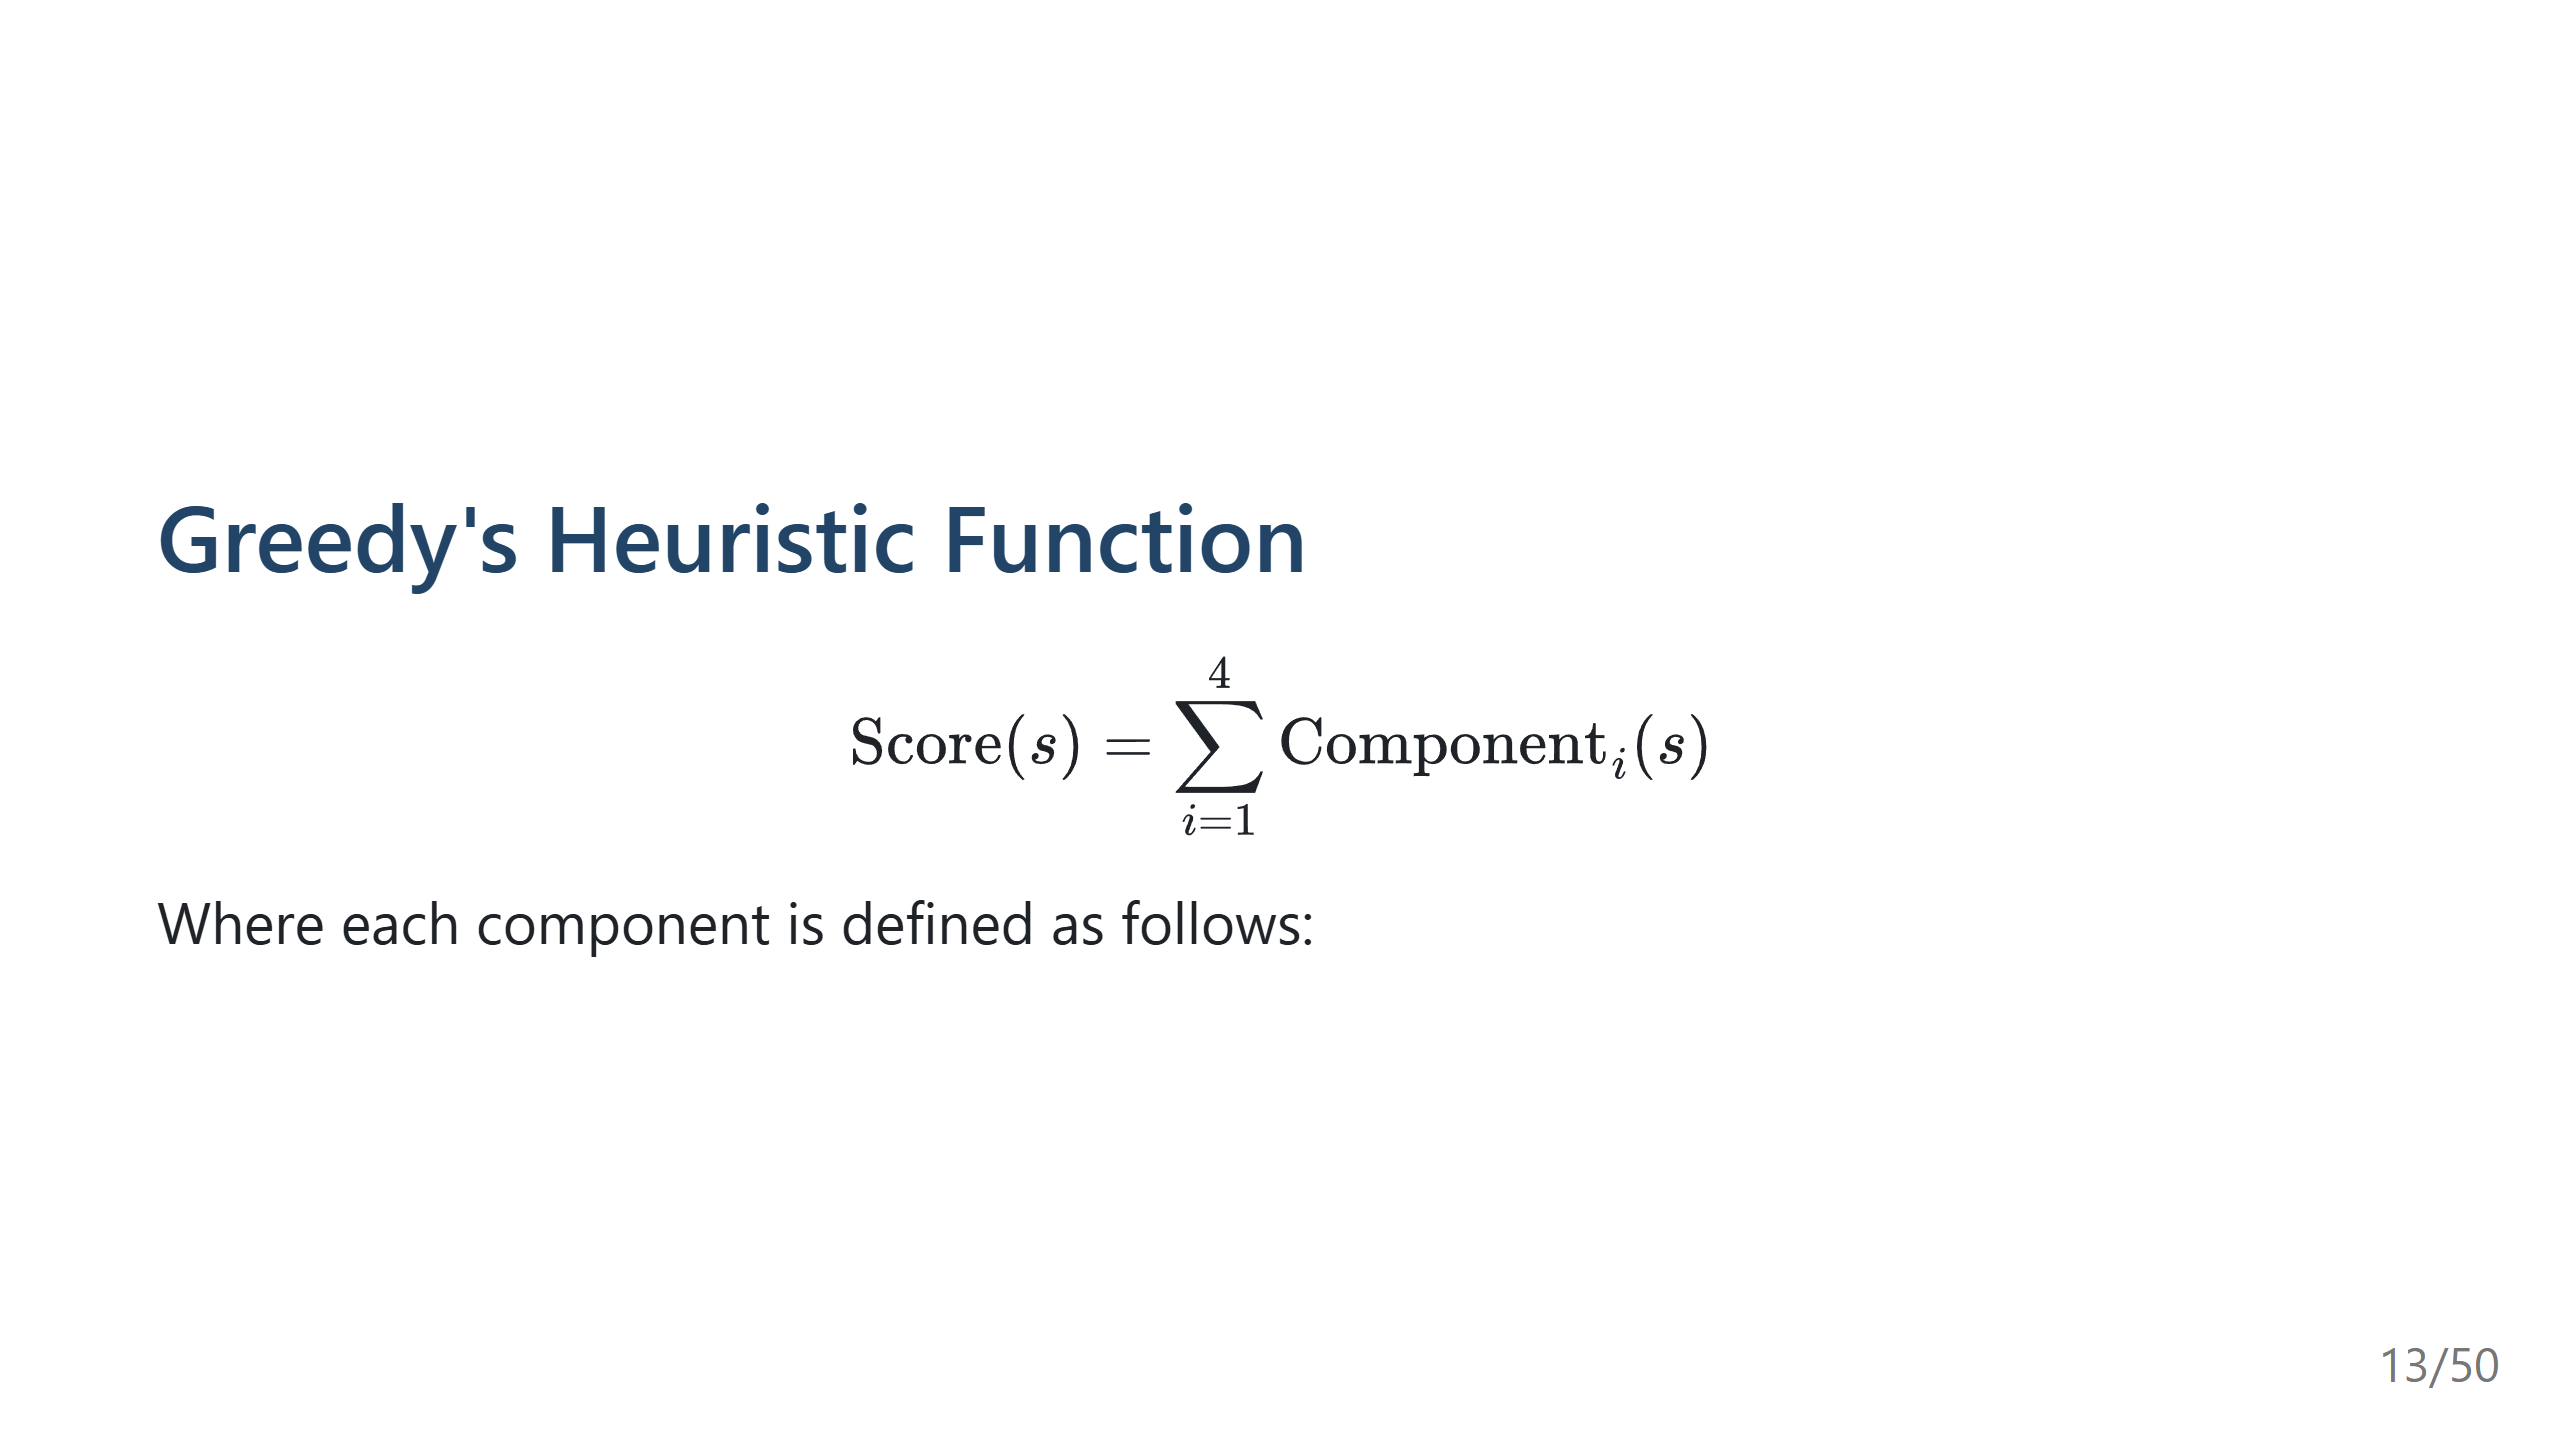 Greedy's Heuristic Function
Score(s) = ∑_{i=1}^{4} Component_i(s)
Where each component is defined as follows:
13/50